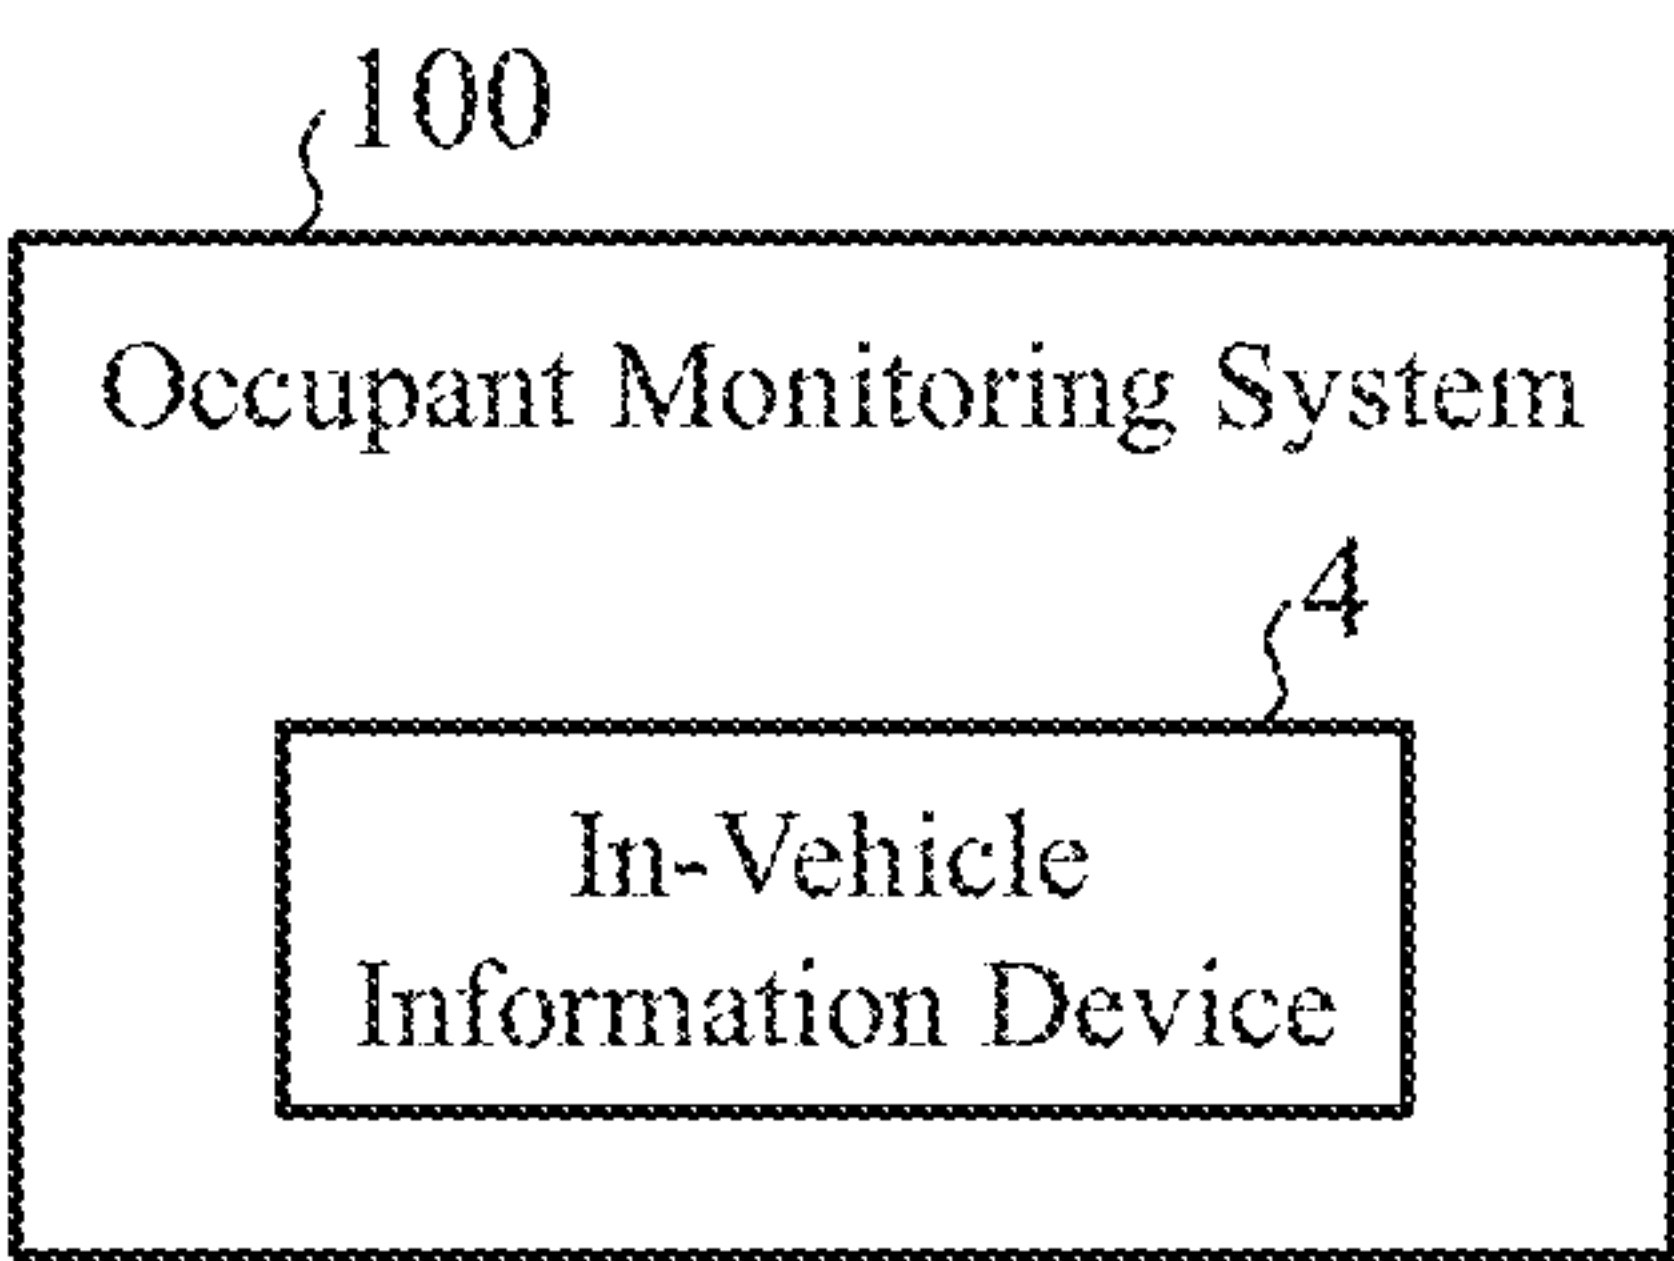 100
Occupant Monitoring System
4
In-Vehicle
Information Device